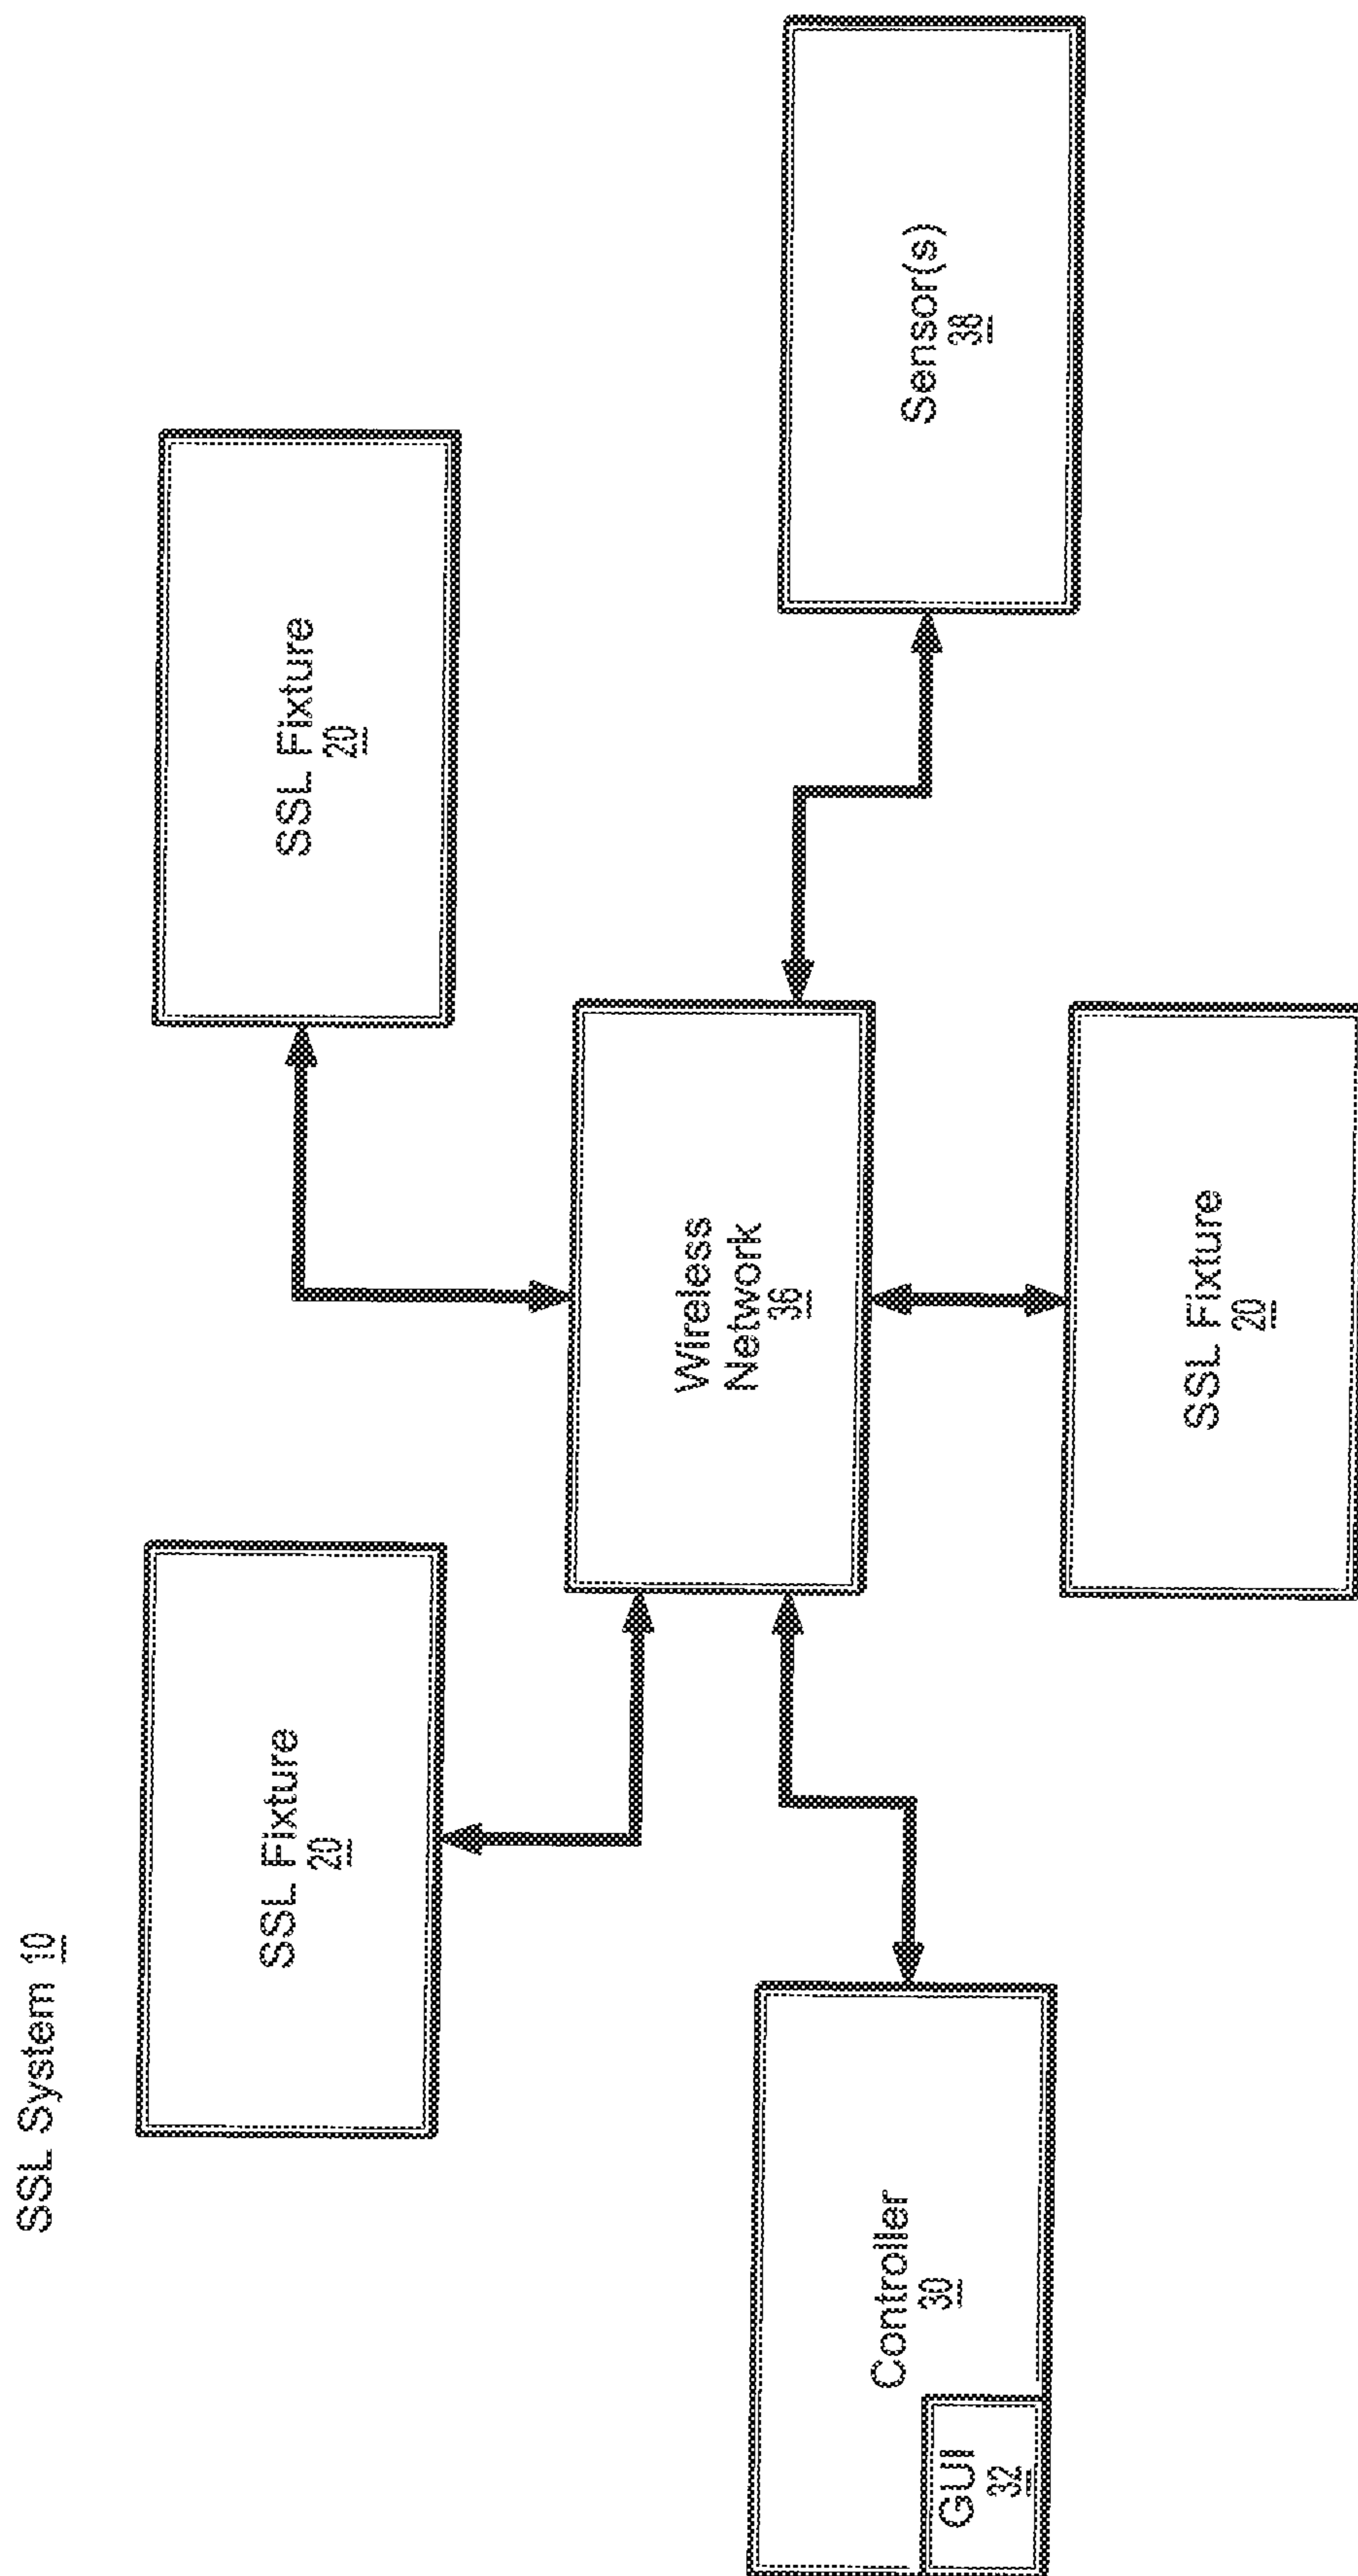 SSL System 10
SSL Fixture
20
SSL Fixture
20
Wireless
Network
36
Controller
30
GUI
32
Sensor(s)
38
SSL Fixture
20